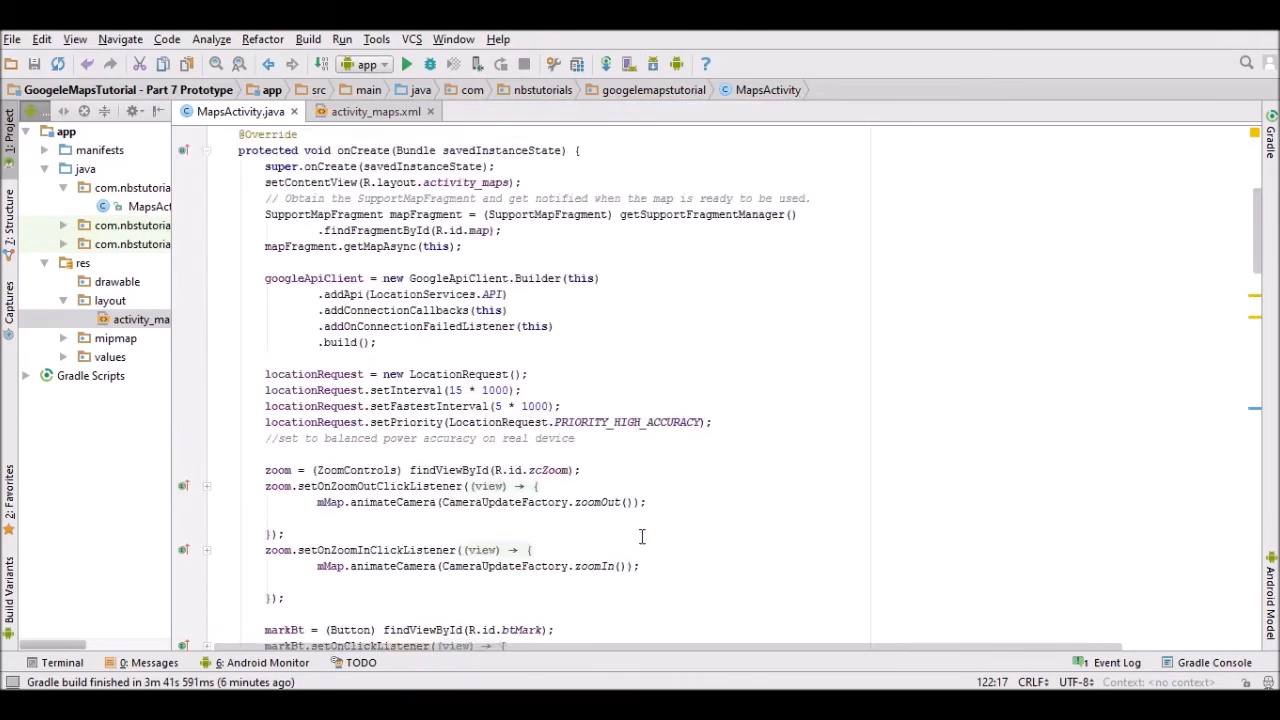 File Edit View Navigate Code Analyze Refactor Build Run Tools VCS Window Help
app
GoogeleMapsTutorial - Part 7 Prototype app src main java com nbstutorials googelemapstutorial MapsActivity
MapsActivity.java activity_maps.xml
1: Project
7: Structure
Captures
2: Favorites
Build Variants
app
manifests
java
com.nbstutoria
MapsAct
com.nbstutoria
com.nbstutoria
res
drawable
layout
activity_ma
mipmap
values
Gradle Scripts
@Override
protected void onCreate(Bundle savedInstanceState) {
super.onCreate(savedInstanceState);
setContentView(R.layout.activity_maps);
// Obtain the SupportMapFragment and get notified when the map is ready to be used.
SupportMapFragment mapFragment = (SupportMapFragment) getSupportFragmentManager()
.findFragmentById(R.id.map);
mapFragment.getMapAsync(this);
googleApiClient = new GoogleApiClient.Builder(this)
.addApi(LocationServices.API)
.addConnectionCallbacks(this)
.addOnConnectionFailedListener(this)
.build();
locationRequest = new LocationRequest();
locationRequest.setInterval(15 * 1000);
locationRequest.setFastestInterval(5 * 1000);
locationRequest.setPriority(LocationRequest.PRIORITY_HIGH_ACCURACY);
//set to balanced power accuracy on real device
zoom = (ZoomControls) findViewById(R.id.zcZoom);
zoom.setOnZoomOutClickListener((view) → {
mMap.animateCamera(CameraUpdateFactory.zoomOut());
});
zoom.setOnZoomInClickListener((view) → {
mMap.animateCamera(CameraUpdateFactory.zoomIn());
});
markBt = (Button) findViewById(R.id.btMark);
markBt.setOnClickListener((view) → {
Gradle
Android Model
Terminal 0: Messages 6: Android Monitor TODO 1 Event Log Gradle Console
Gradle build finished in 3m 41s 591ms (6 minutes ago) 122:17 CRLF UTF-8 Context: <no context>